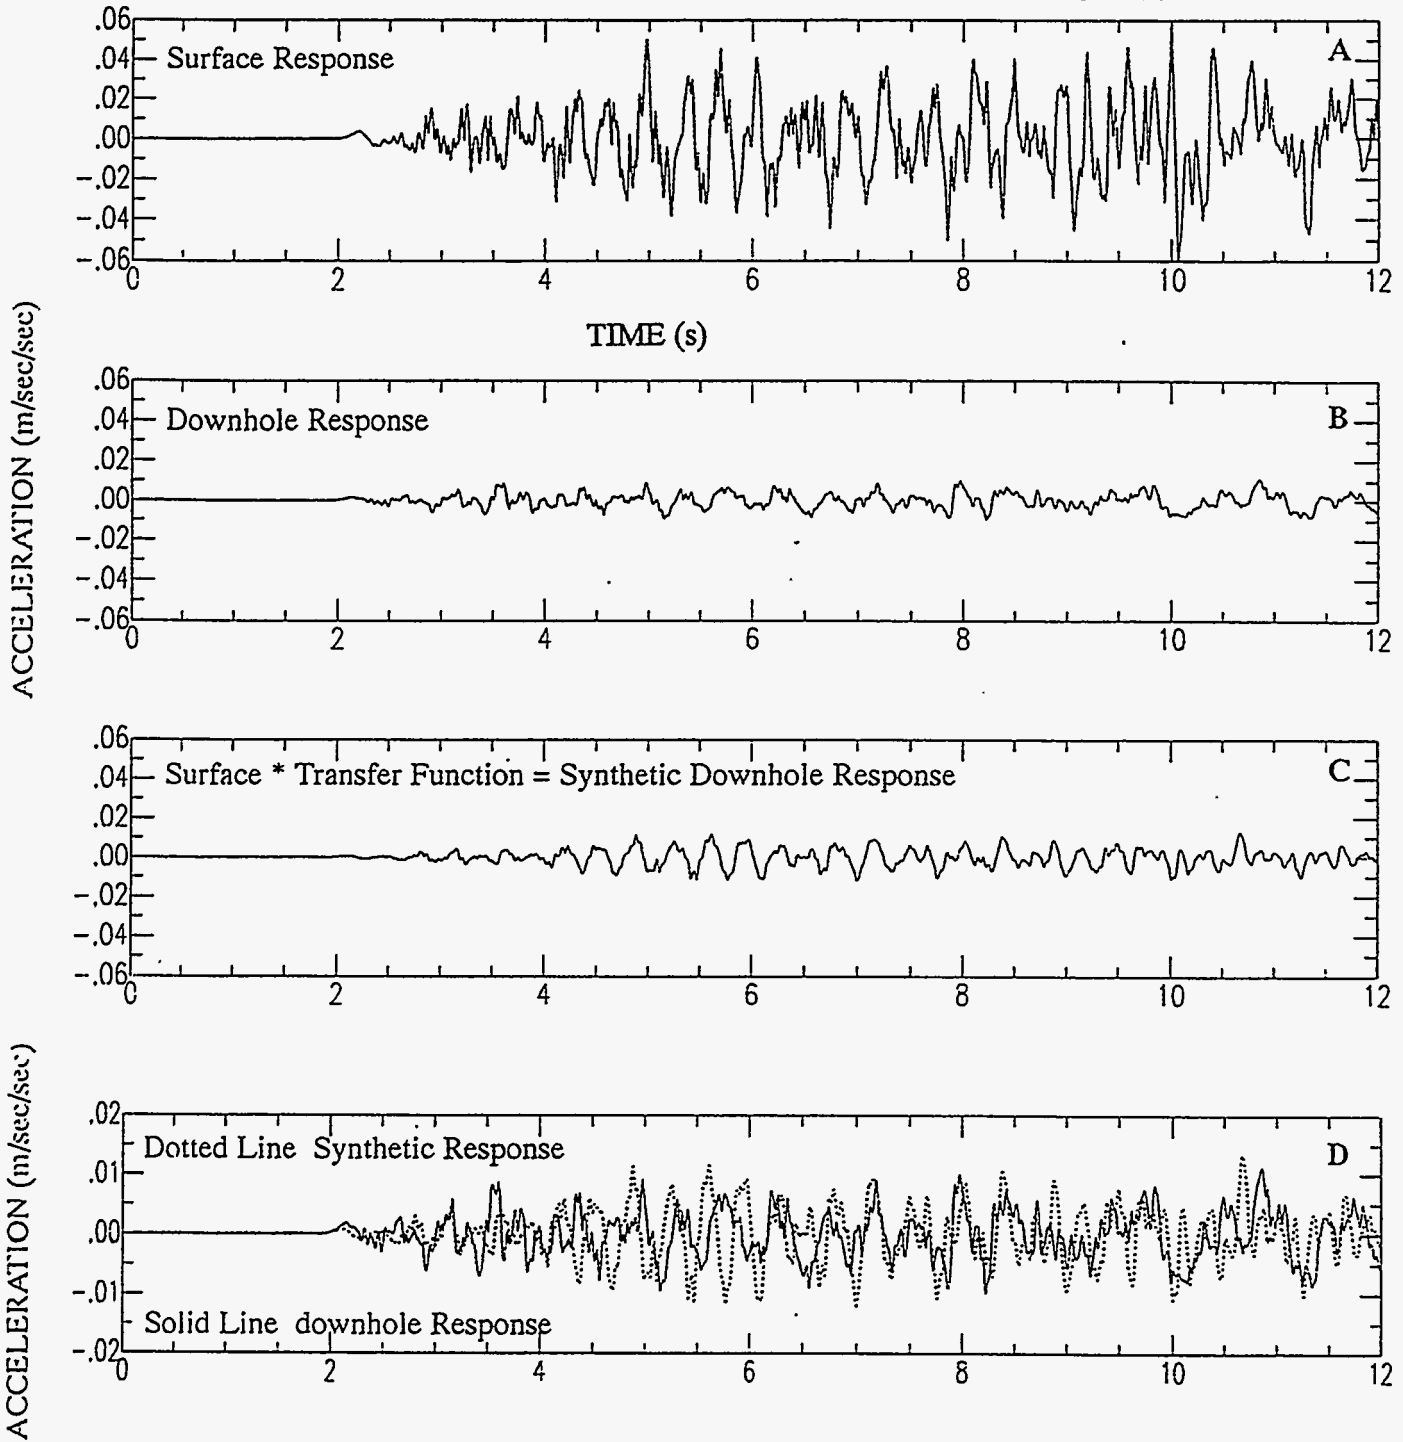 .06
.04
.02
.00
-.02
-.04
-.06
Surface Response
A
0 2 4 6 8 10 12
TIME (s)
ACCELERATION (m/sec/sec)
.06
.04
.02
.00
-.02
-.04
-.06
Downhole Response
B
0 2 4 6 8 10 12
.06
.04
.02
.00
-.02
-.04
-.06
Surface * Transfer Function = Synthetic Downhole Response
C
0 2 4 6 8 10 12
ACCELERATION (m/sec/sec)
.02
.01
.00
-.01
-.02
Dotted Line Synthetic Response
D
Solid Line downhole Response
0 2 4 6 8 10 12